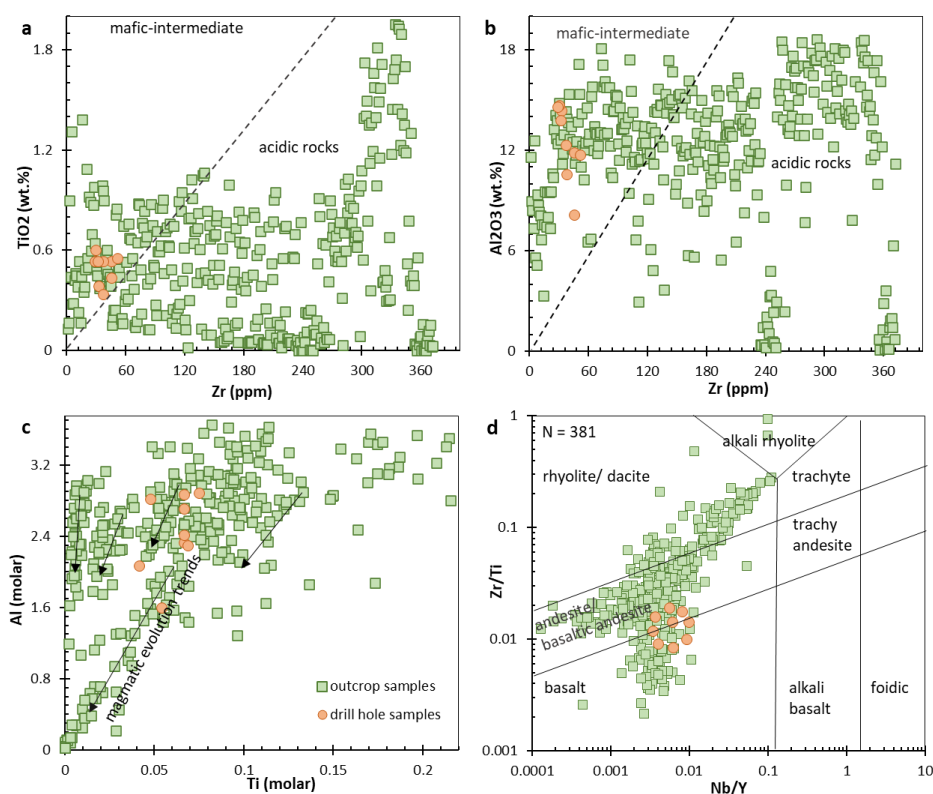 a
mafic-intermediate
acidic rocks
TiO2 (wt.%)
1.8
1.2
0.6
0
0
60
120
180
240
300
360
Zr (ppm)
b
mafic-intermediate
acidic rocks
Al2O3 (wt.%)
18
12
6
0
0
60
120
180
240
300
360
Zr (ppm)
c
Al (molar)
3.2
2.4
1.6
0.8
0
magmatic evolution trends
outcrop samples
drill hole samples
0
0.05
0.1
0.15
0.2
Ti (molar)
d
N = 381
alkali rhyolite
rhyolite/ dacite
trachyte
trachy
andesite
andesite/
basaltic andesite
basalt
alkali
basalt
foidic
Zr/Ti
1
0.1
0.01
0.001
0.0001
0.001
0.01
0.1
1
10
Nb/Y